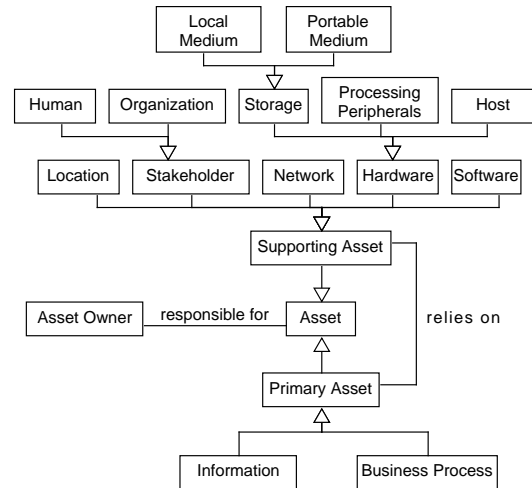 Local
Medium
Portable
Medium
Human
Organization
Storage
Processing
Peripherals
Host
Location
Stakeholder
Network
Hardware
Software
Supporting Asset
Asset Owner
responsible for
Asset
relies on
Primary Asset
Information
Business Process